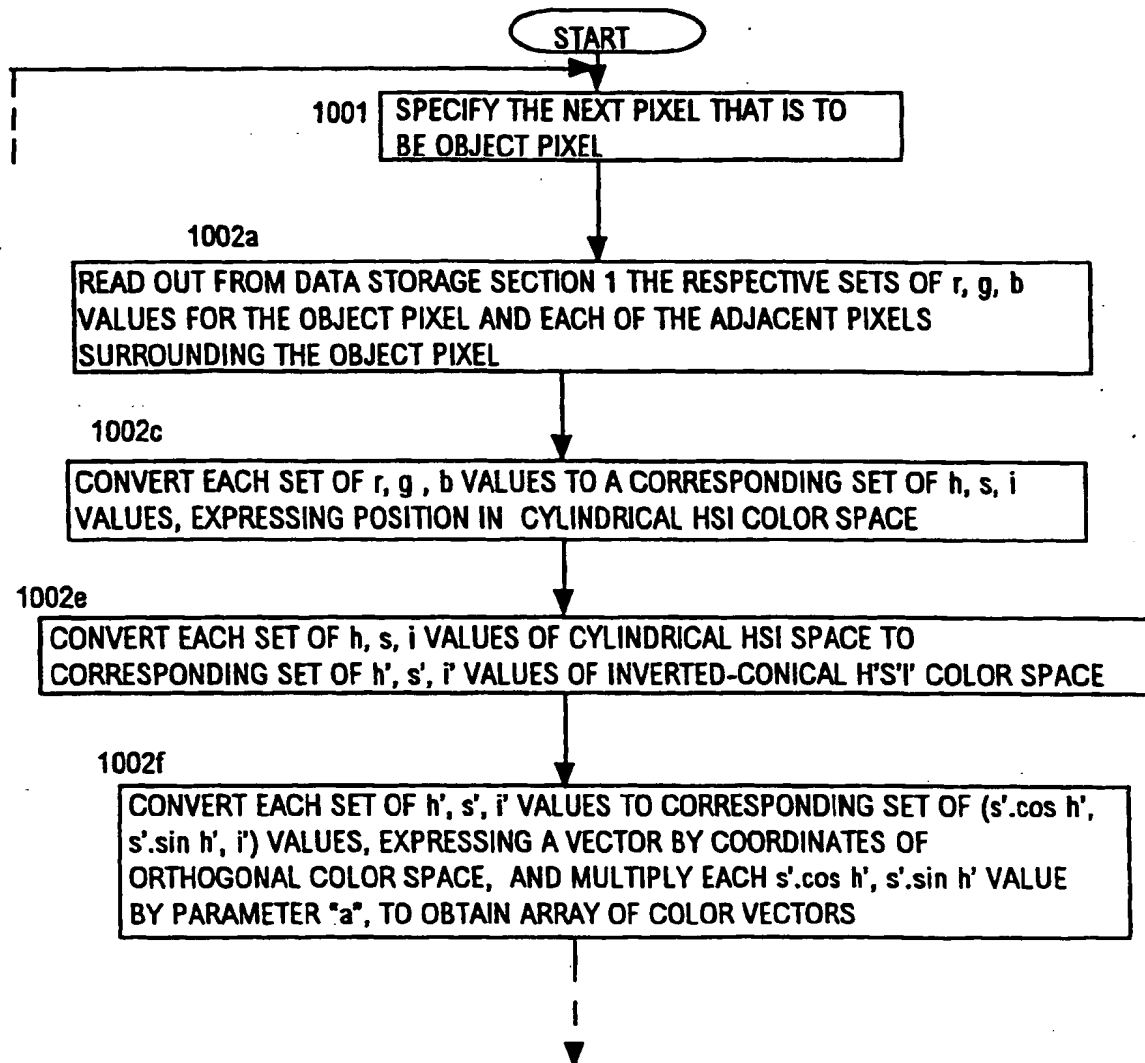 START
1001
SPECIFY THE NEXT PIXEL THAT IS TO
BE OBJECT PIXEL
1002a
READ OUT FROM DATA STORAGE SECTION 1 THE RESPECTIVE SETS OF r, g, b
VALUES FOR THE OBJECT PIXEL AND EACH OF THE ADJACENT PIXELS
SURROUNDING THE OBJECT PIXEL
1002c
CONVERT EACH SET OF r, g , b VALUES TO A CORRESPONDING SET OF h, s, i
VALUES, EXPRESSING POSITION IN CYLINDRICAL HSI COLOR SPACE
1002e
CONVERT EACH SET OF h, s, i VALUES OF CYLINDRICAL HSI SPACE TO
CORRESPONDING SET OF h', s', i' VALUES OF INVERTED-CONICAL H'S'I' COLOR SPACE
1002f
CONVERT EACH SET OF h', s', i' VALUES TO CORRESPONDING SET OF (s'.cos h',
s'.sin h', i') VALUES, EXPRESSING A VECTOR BY COORDINATES OF
ORTHOGONAL COLOR SPACE, AND MULTIPLY EACH s'.cos h', s'.sin h' VALUE
BY PARAMETER "a", TO OBTAIN ARRAY OF COLOR VECTORS